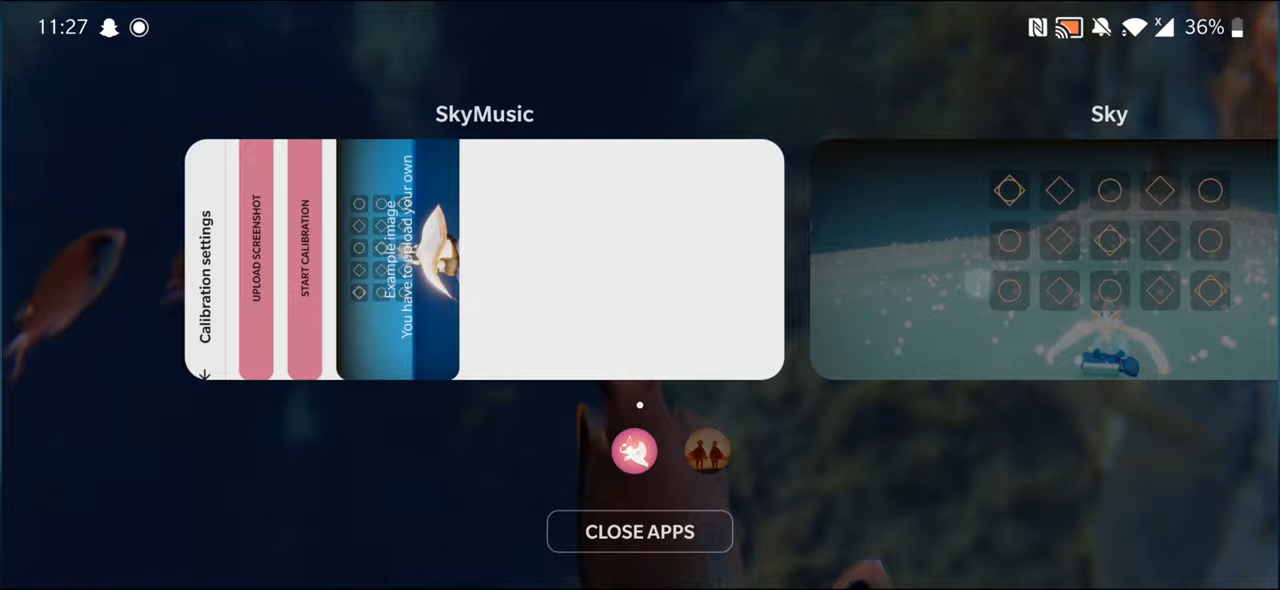 11:27
36%
SkyMusic
Sky
Calibration settings
UPLOAD SCREENSHOT
START CALIBRATION
Example image
You have to upload your own
CLOSE APPS